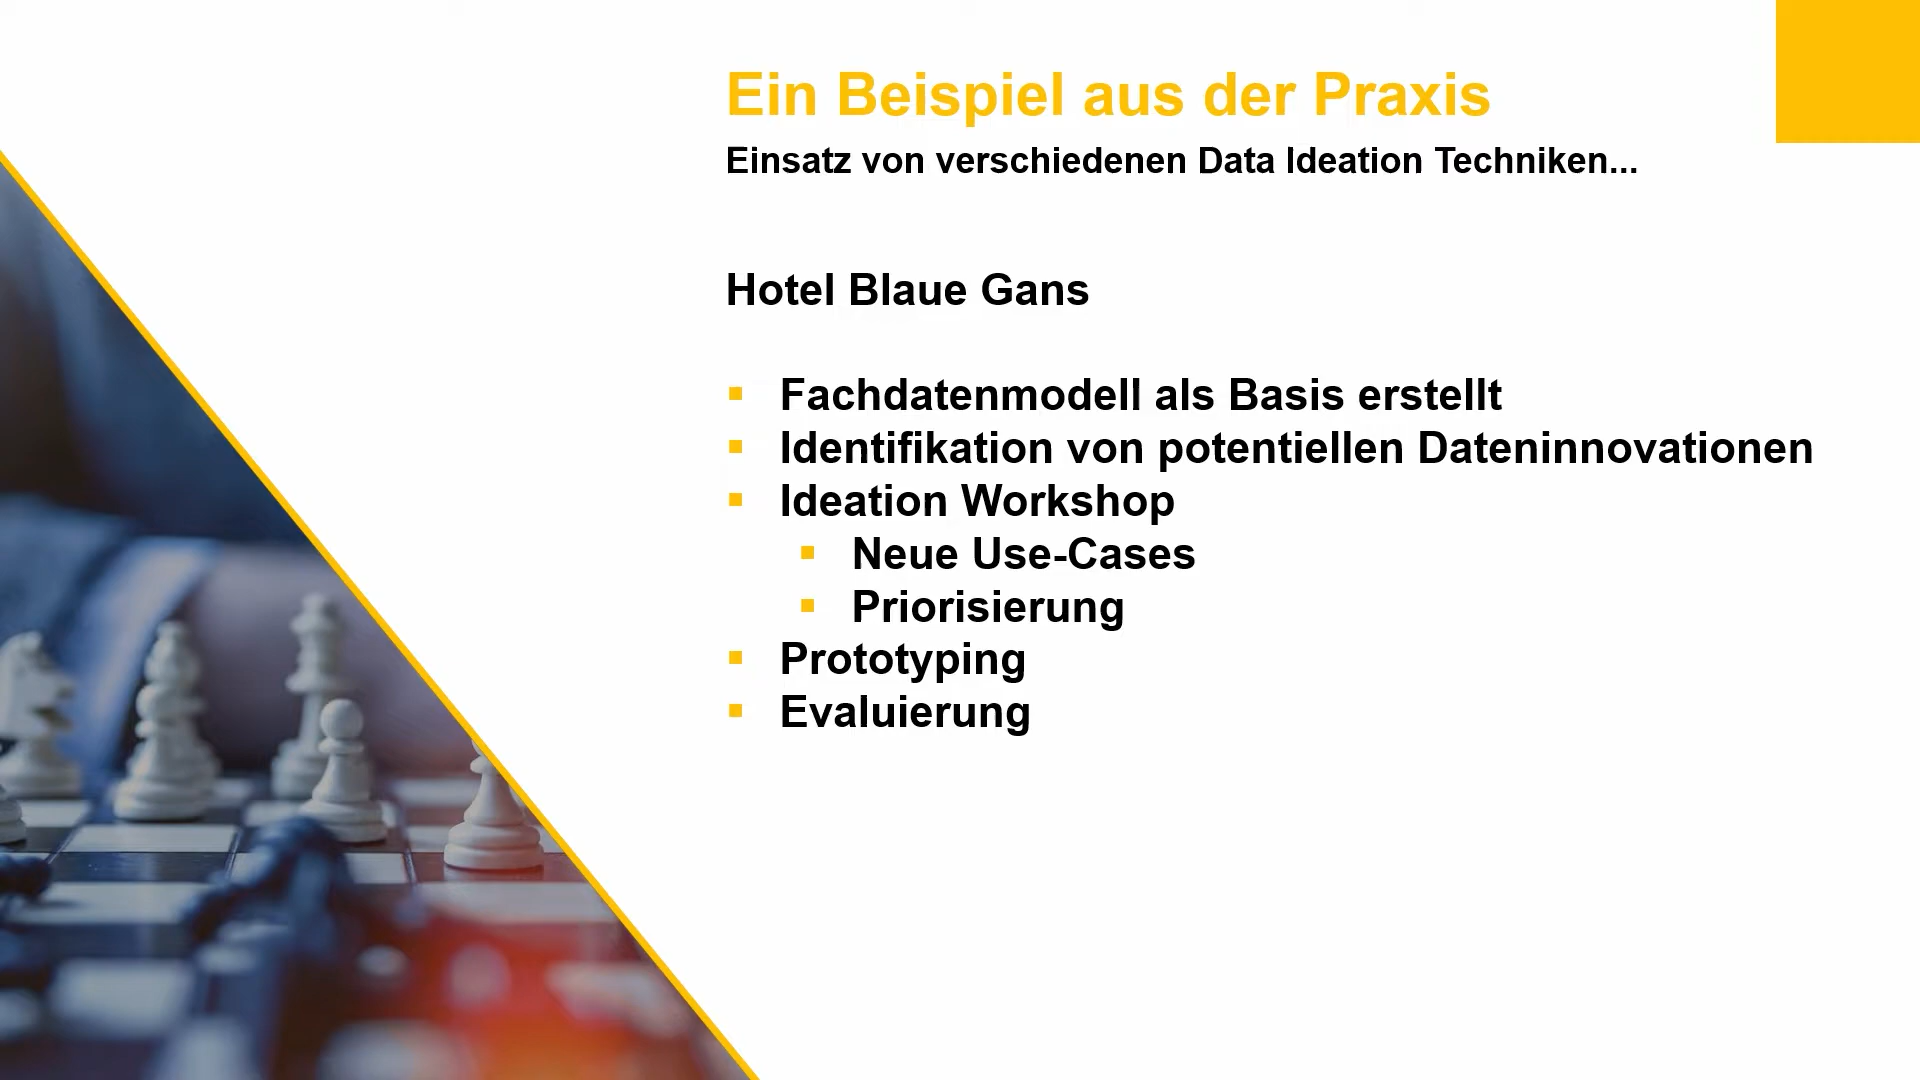 Ein Beispiel aus der Praxis
Einsatz von verschiedenen Data Ideation Techniken...
Hotel Blaue Gans
Fachdatenmodell als Basis erstellt
Identifikation von potentiellen Dateninnovationen
Ideation Workshop
Neue Use-Cases
Priorisierung
Prototyping
Evaluierung